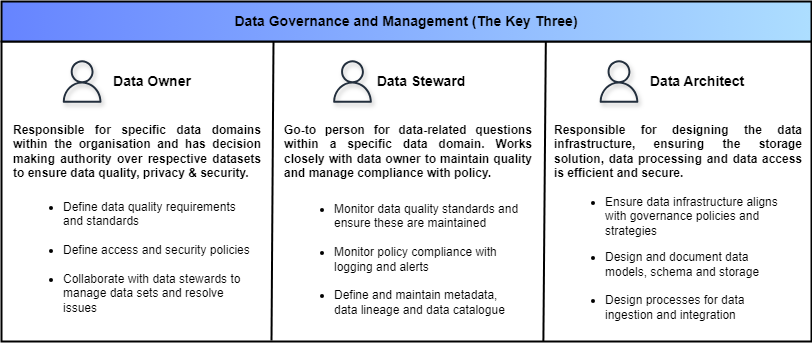 Data Governance and Management (The Key Three)
Data Owner
Responsible for specific data domains
within the organisation and has decision
making authority over respective datasets
to ensure data quality, privacy & security.
Define data quality requirements
and standards
Define access and security policies
Collaborate with data stewards to
manage data sets and resolve
issues
Data Steward
Go-to person for data-related questions
within a specific data domain. Works
closely with data owner to maintain quality
and manage compliance with policy.
Monitor data quality standards and
ensure these are maintained
Monitor policy compliance with
logging and alerts
Define and maintain metadata,
data lineage and data catalogue
Data Architect
Responsible for designing the data
infrastructure, ensuring the storage
solution, data processing and data access
is efficient and secure.
Ensure data infrastructure aligns
with governance policies and
strategies
Design and document data
models, schema and storage
Design processes for data
ingestion and integration